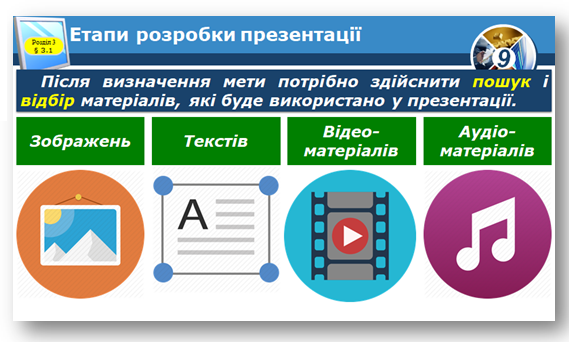 Розділ 3
§ 3.1
Етапи розробки презентації
9
Після визначення мети потрібно здійснити пошук і
відбір матеріалів, які буде використано у презентації.
Зображень
Текстів
Відео-
матеріалів
Аудіо-
матеріалів
A